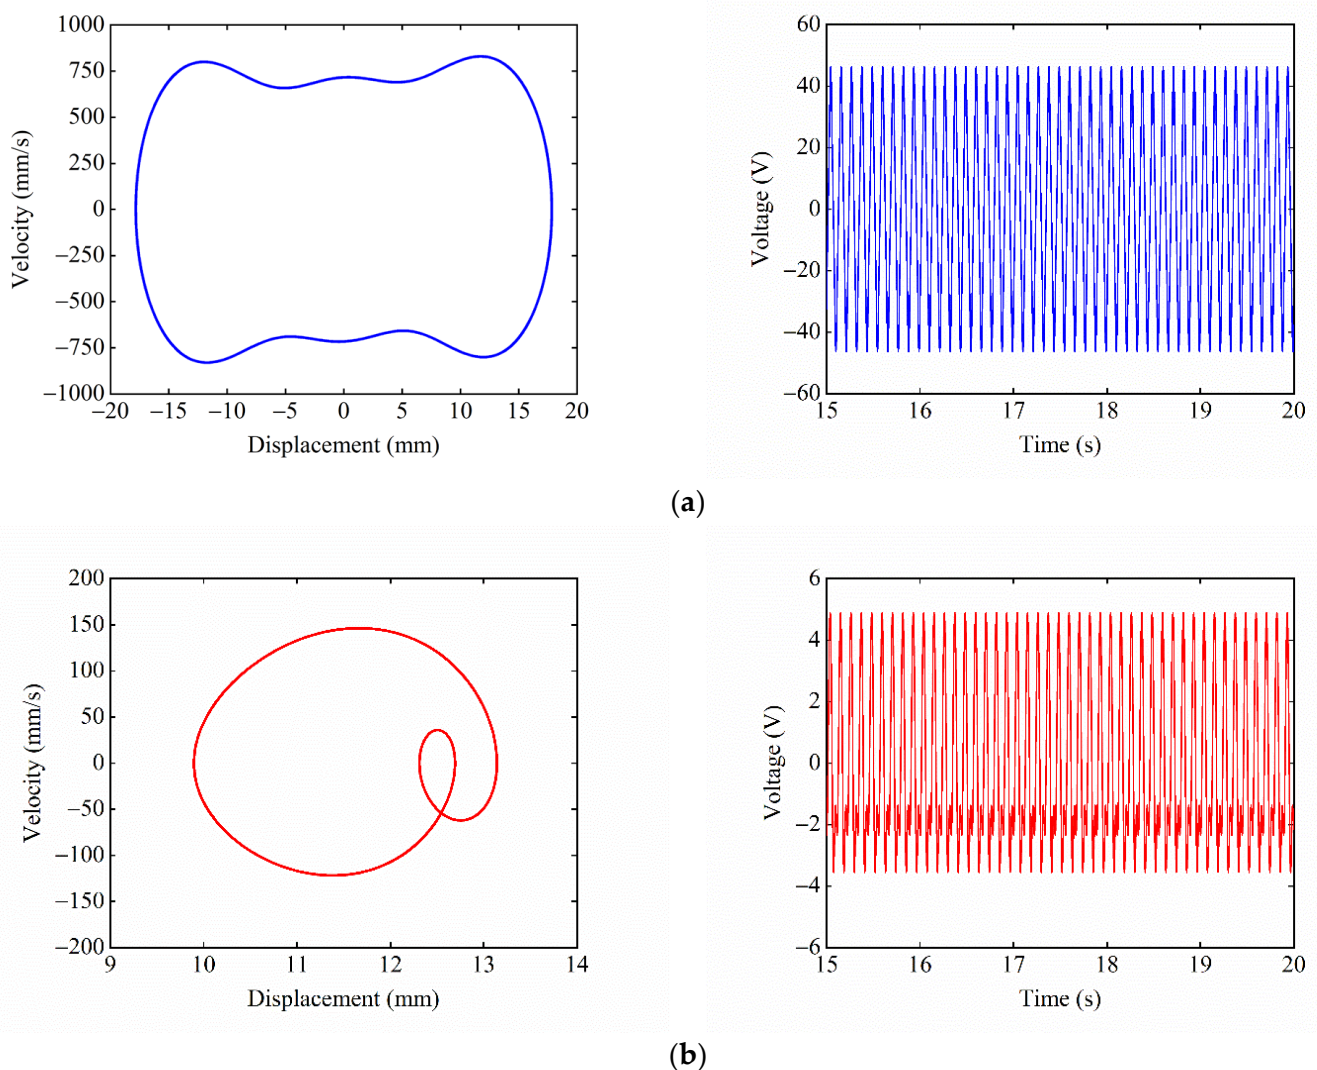 1000
750
500
250
0
−250
−500
−750
−1000
Velocity (mm/s)
−20 −15 −10 −5 0 5 10 15 20
Displacement (mm)
60
40
20
0
−20
−40
−60
Voltage (V)
15 16 17 18 19 20
Time (s)
(a)
200
150
100
50
0
−50
−100
−150
−200
Velocity (mm/s)
9 10 11 12 13 14
Displacement (mm)
6
4
2
0
−2
−4
−6
Voltage (V)
15 16 17 18 19 20
Time (s)
(b)